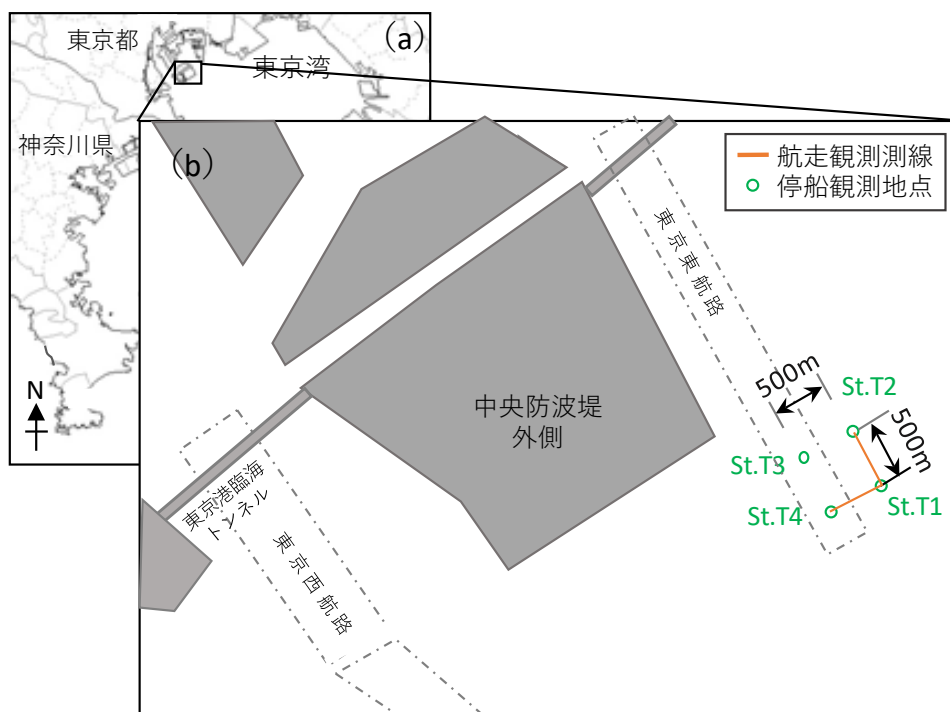 (a)
東京都
東京湾
神奈川県
N
(b)
航走観測測線
停船観測地点
東京東航路
500m
St.T2
500m
中央防波堤
外側
St.T3
St.T1
St.T4
東京港臨海
トンネル
東京西航路